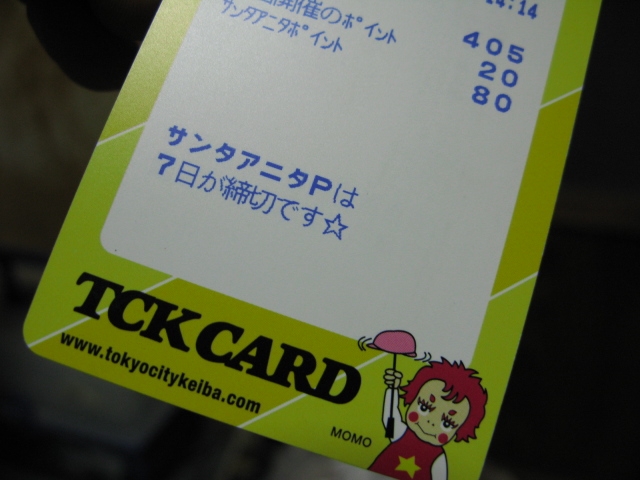 14:14
開催のﾎﾟｲﾝﾄ 405
ｻﾝﾀｱﾆﾀﾎﾟｲﾝﾄ 20
80
サンタアニタPは
7日が締切です☆
TCK CARD
www.tokyocitykeiba.com
MOMO